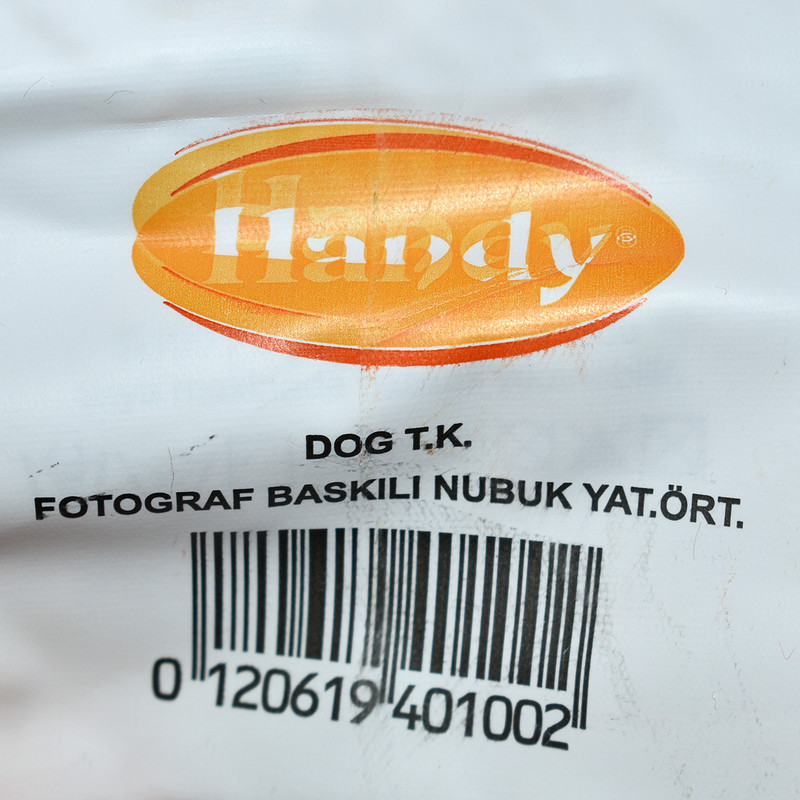 Handy®
DOG T.K.
FOTOGRAF BASKILI NUBUK YAT.ÖRT.
0 120619 401002